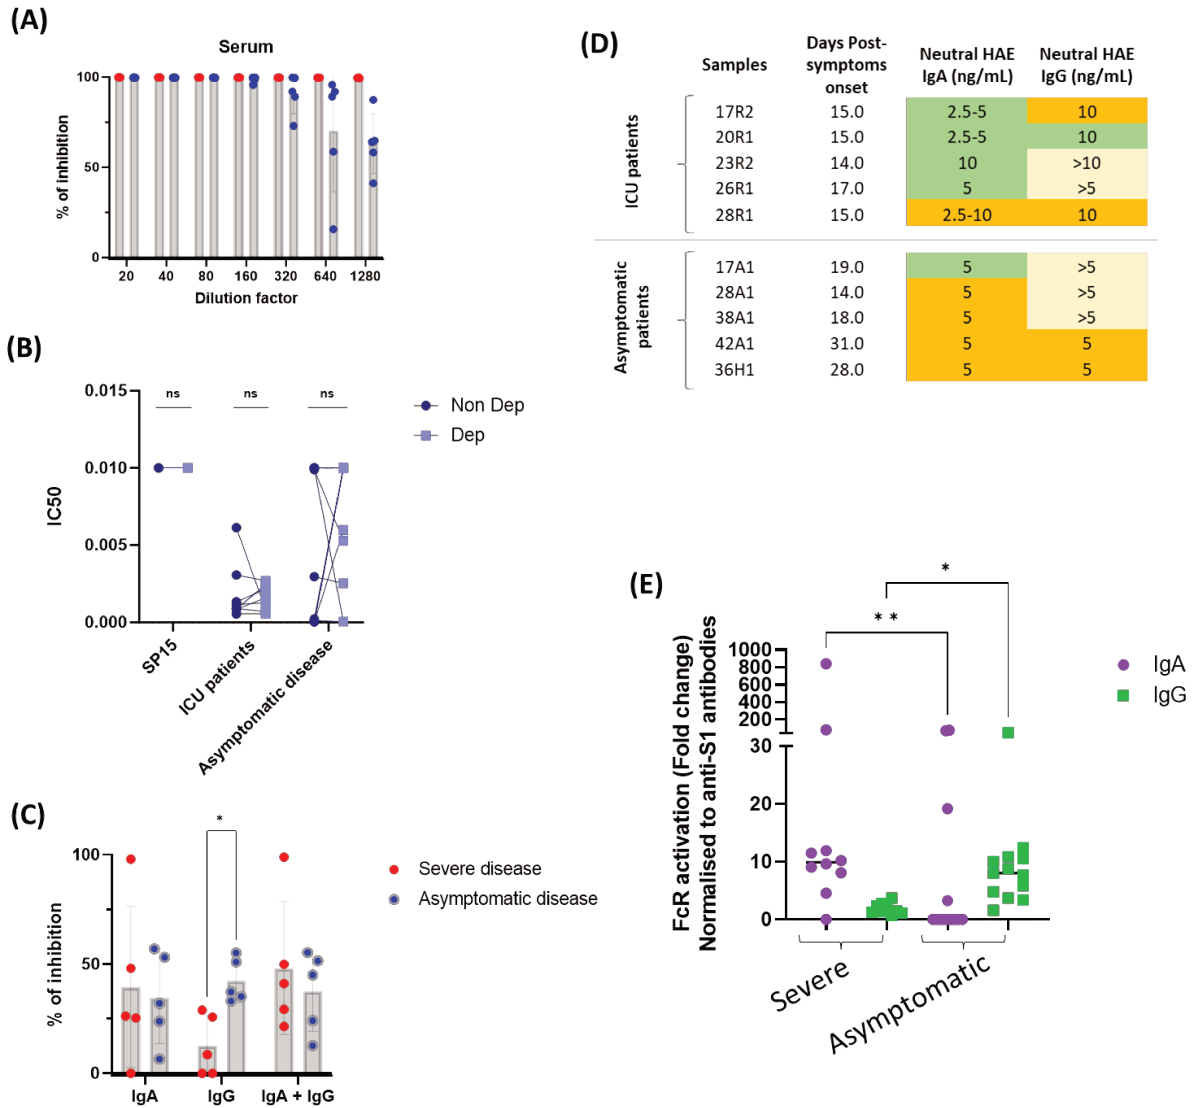 (A)
Serum
% of inhibition
100
50
0
20 40 80 160 320 640 1280
Dilution factor
(B)
IC50
0.015
0.010
0.005
0.000
ns ns ns
Non Dep
Dep
SP15
ICU patients
Asymptomatic disease
(C)
% of inhibition
100
50
0
*
Severe disease
Asymptomatic disease
IgA IgG IgA + IgG
(D)
Samples
Days Post-
symptoms
onset
Neutral HAE
IgA (ng/mL)
Neutral HAE
IgG (ng/mL)
ICU patients
17R2 15.0 2.5-5 10
20R1 15.0 2.5-5 10
23R2 14.0 10 >10
26R1 17.0 5 >5
28R1 15.0 2.5-10 10
Asymptomatic
patients
17A1 19.0 5 >5
28A1 14.0 5 >5
38A1 18.0 5 >5
42A1 31.0 5 5
36H1 28.0 5 5
(E)
FcR activation (Fold change)
Normalised to anti-S1 antibodies
1000
800
600
400
200
30
20
10
0
*
* *
IgA
IgG
Severe
Asymptomatic